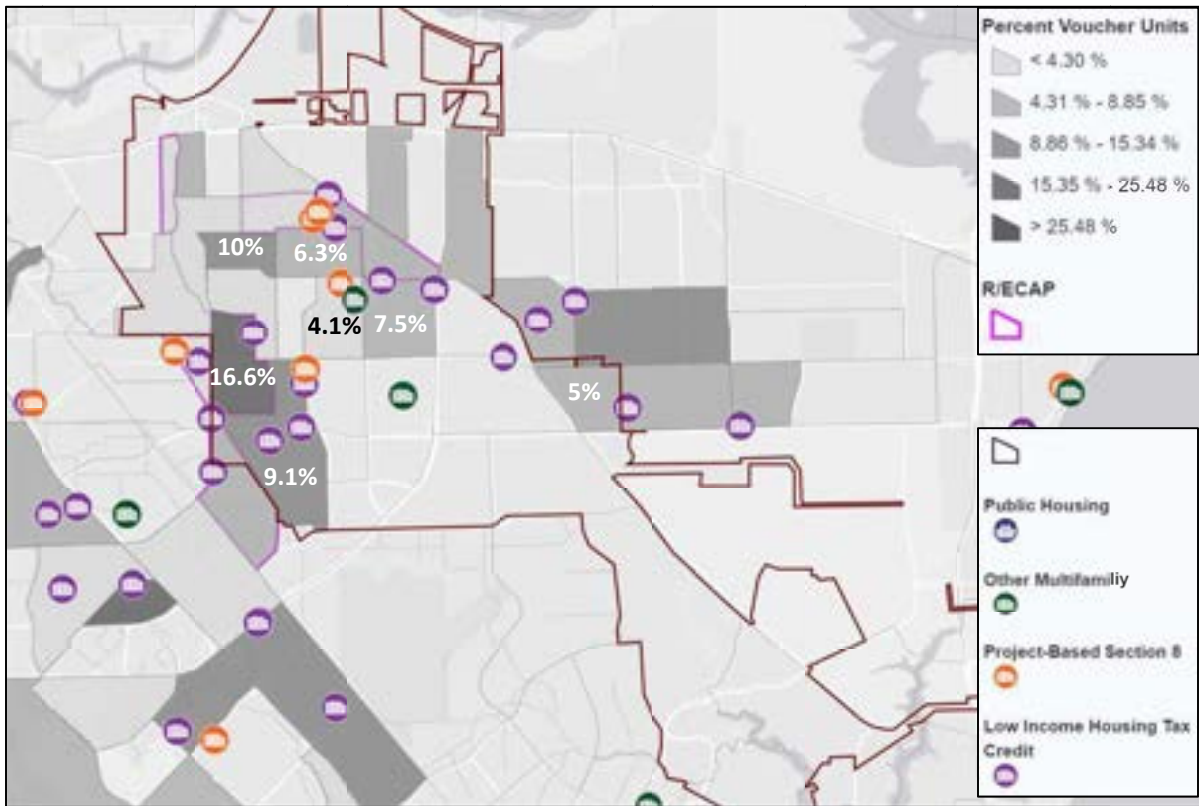 Percent Voucher Units
< 4.30 %
4.31 % - 8.85 %
8.86 % - 15.34 %
15.35 % - 25.48 %
> 25.48 %
R/ECAP
10%
6.3%
4.1%
7.5%
16.6%
5%
9.1%
Public Housing
Other Multifamiliy
Project-Based Section 8
Low Income Housing Tax
Credit